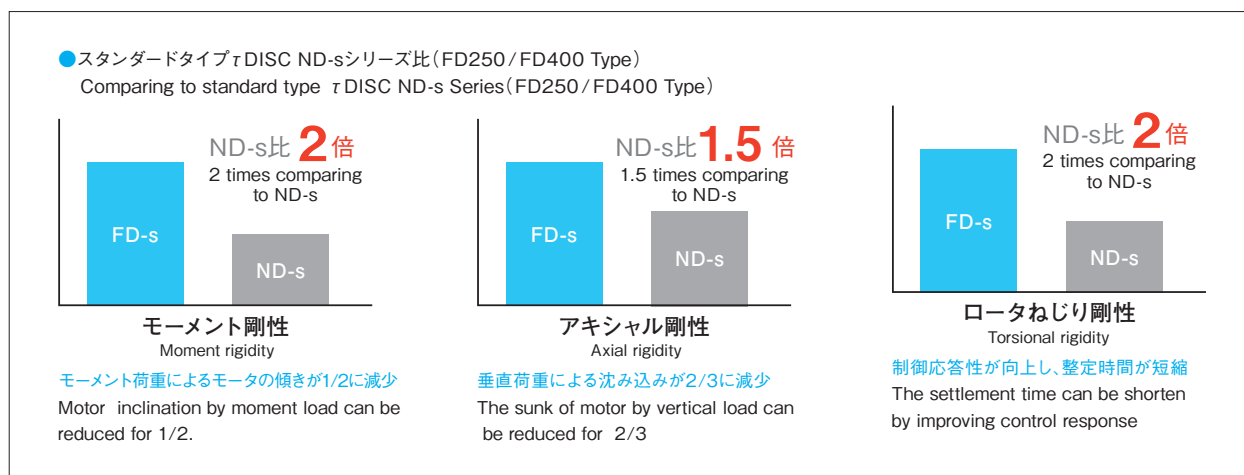 ●スタンダードタイプτDISC ND-sシリーズ比(FD250/FD400 Type)
Comparing to standard type τDISC ND-s Series(FD250/FD400 Type)
ND-s比 2 倍
2 times comparing
to ND-s
FD-s
ND-s
モーメント剛性
Moment rigidity
モーメント荷重によるモータの傾きが1/2に減少
Motor inclination by moment load can be
reduced for 1/2.
ND-s比 1.5 倍
1.5 times comparing
to ND-s
FD-s
ND-s
アキシャル剛性
Axial rigidity
垂直荷重による沈み込みが2/3に減少
The sunk of motor by vertical load can
be reduced for 2/3
ND-s比 2 倍
2 times comparing
to ND-s
FD-s
ND-s
ロータねじり剛性
Torsional rigidity
制御応答性が向上し、整定時間が短縮
The settlement time can be shorten
by improving control response